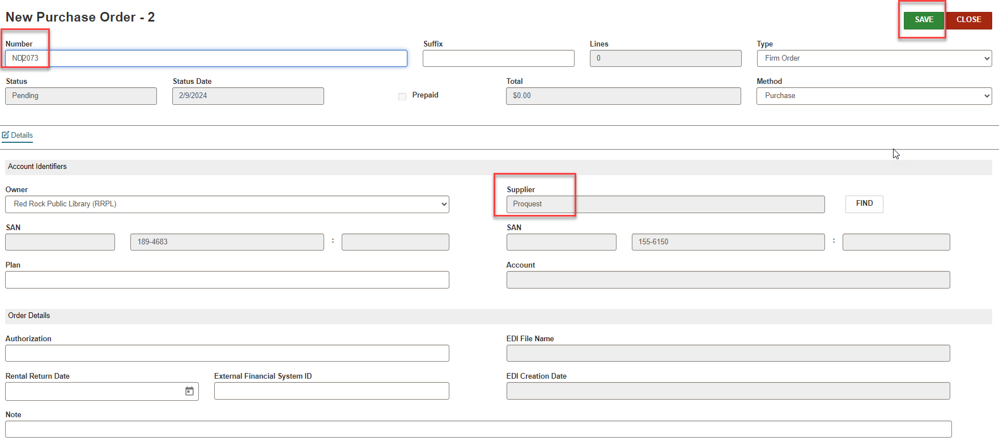 New Purchase Order - 2
SAVE
CLOSE
Number
Suffix
Lines
Type
ND2073
0
Firm Order
Status
Status Date
Prepaid
Total
Method
Pending
2/9/2024
$0.00
Purchase
Details
Account Identifiers
Owner
Supplier
Red Rock Public Library (RRPL)
Proquest
FIND
SAN
SAN
189-4683
:
155-6150
:
Plan
Account
Order Details
Authorization
EDI File Name
Rental Return Date
External Financial System ID
EDI Creation Date
Note